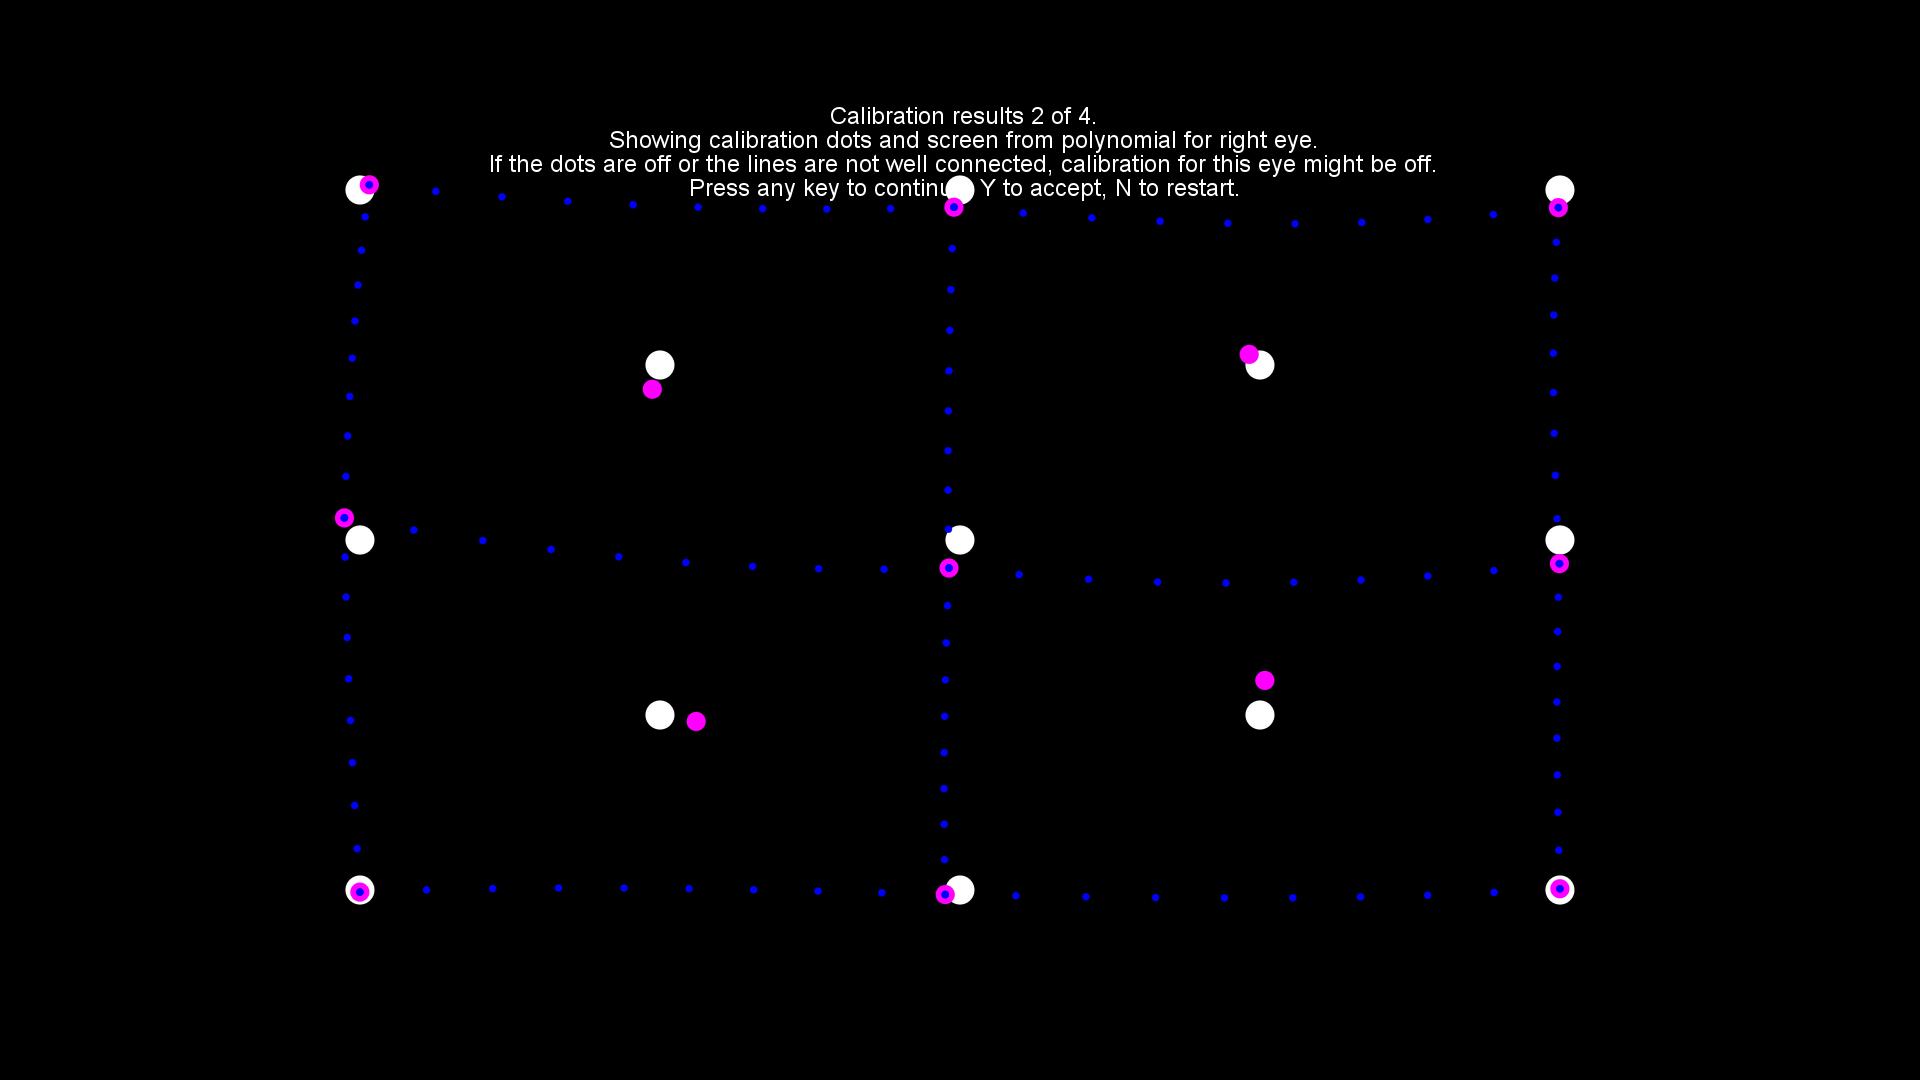 Calibration results 2 of 4.
Showing calibration dots and screen from polynomial for right eye.
If the dots are off or the lines are not well connected, calibration for this eye might be off.
Press any key to continu Y to accept, N to restart.